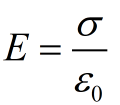 E = σ/ε₀